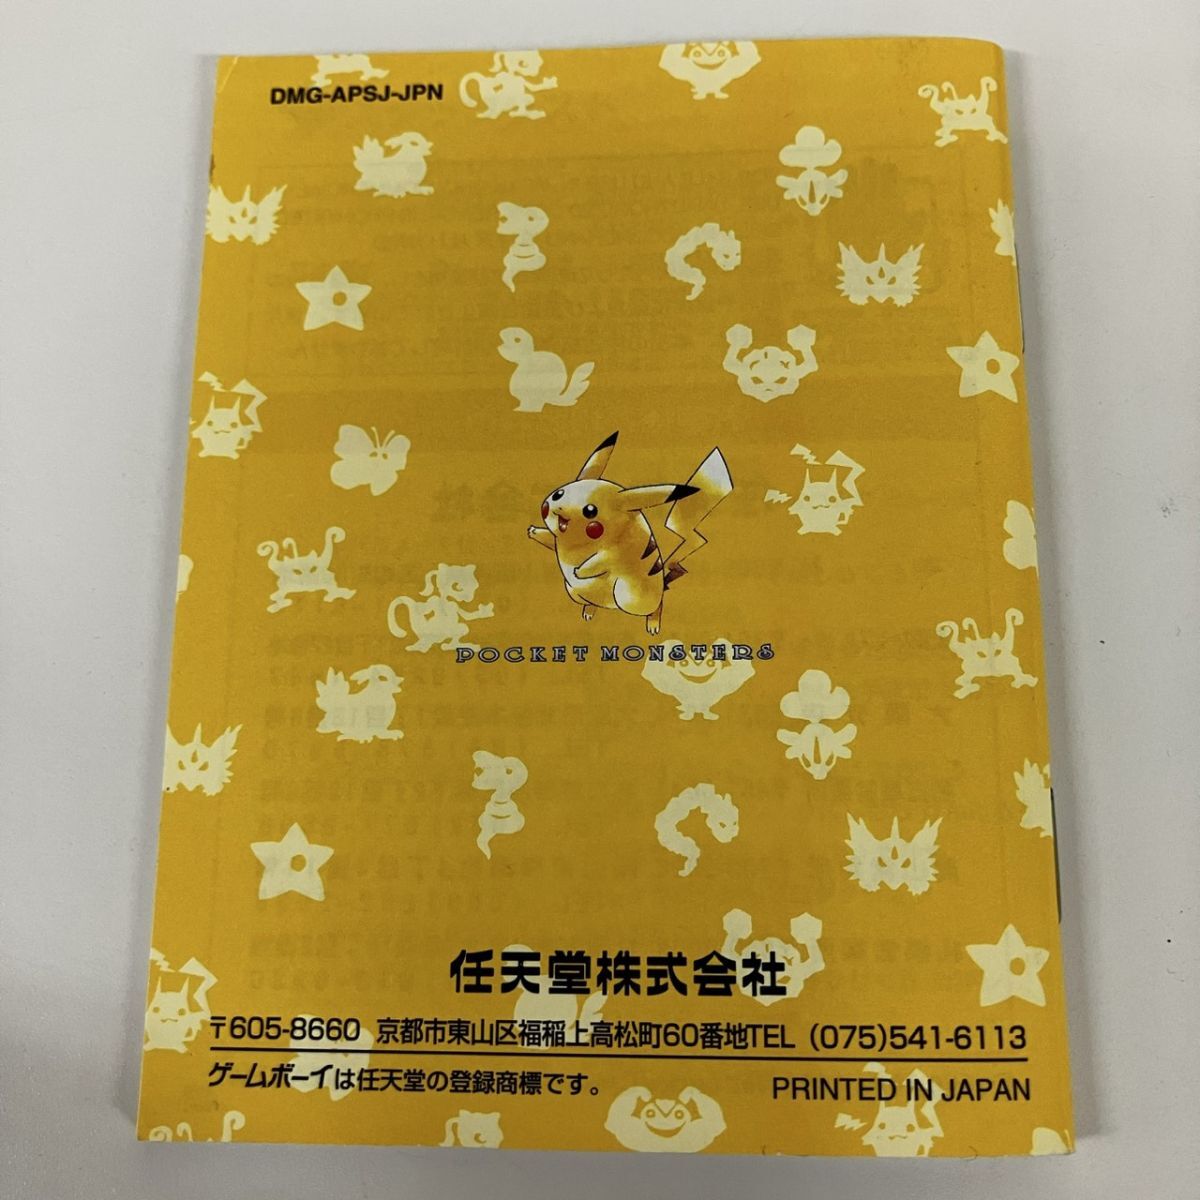 DMG-APSJ-JPN
POCKET MONSTERS
任天堂株式会社
〒605-8660 京都市東山区福稲上高松町60番地TEL (075)541-6113
ゲームボーイは任天堂の登録商標です。
PRINTED IN JAPAN